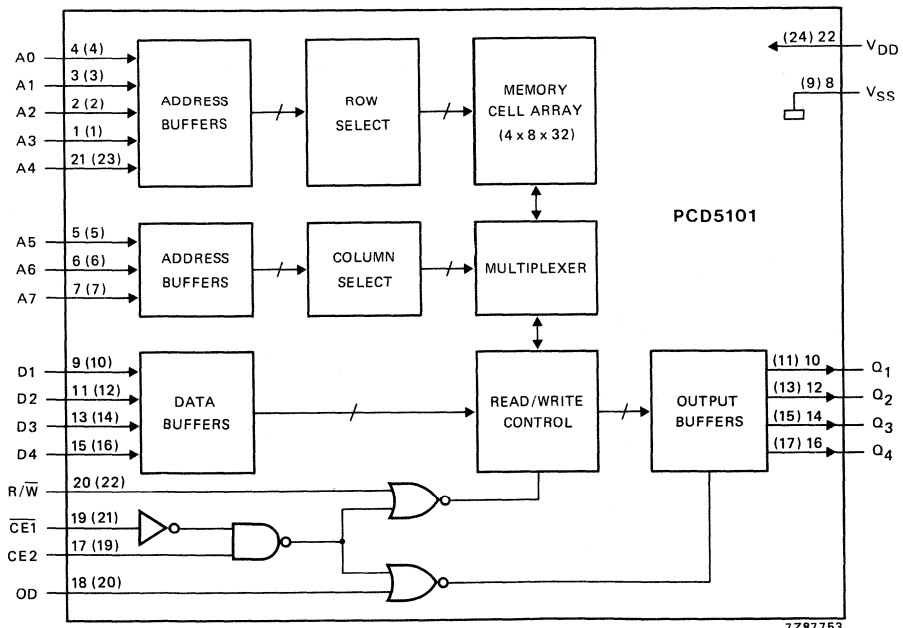 A0 4 (4)
A1 3 (3)
A2 2 (2)
A3 1 (1)
A4 21 (23)
ADDRESS
BUFFERS
ROW
SELECT
MEMORY
CELL ARRAY
(4 x 8 x 32)
(24) 22 VDD
(9) 8 VSS
PCD5101
A5 5 (5)
A6 6 (6)
A7 7 (7)
ADDRESS
BUFFERS
COLUMN
SELECT
MULTIPLEXER
D1 9 (10)
D2 11 (12)
D3 13 (14)
D4 15 (16)
DATA
BUFFERS
READ/WRITE
CONTROL
OUTPUT
BUFFERS
(11) 10 Q1
(13) 12 Q2
(15) 14 Q3
(17) 16 Q4
R/W̅ 20 (22)
C̅E̅1̅ 19 (21)
CE2 17 (19)
OD 18 (20)
7Z87753